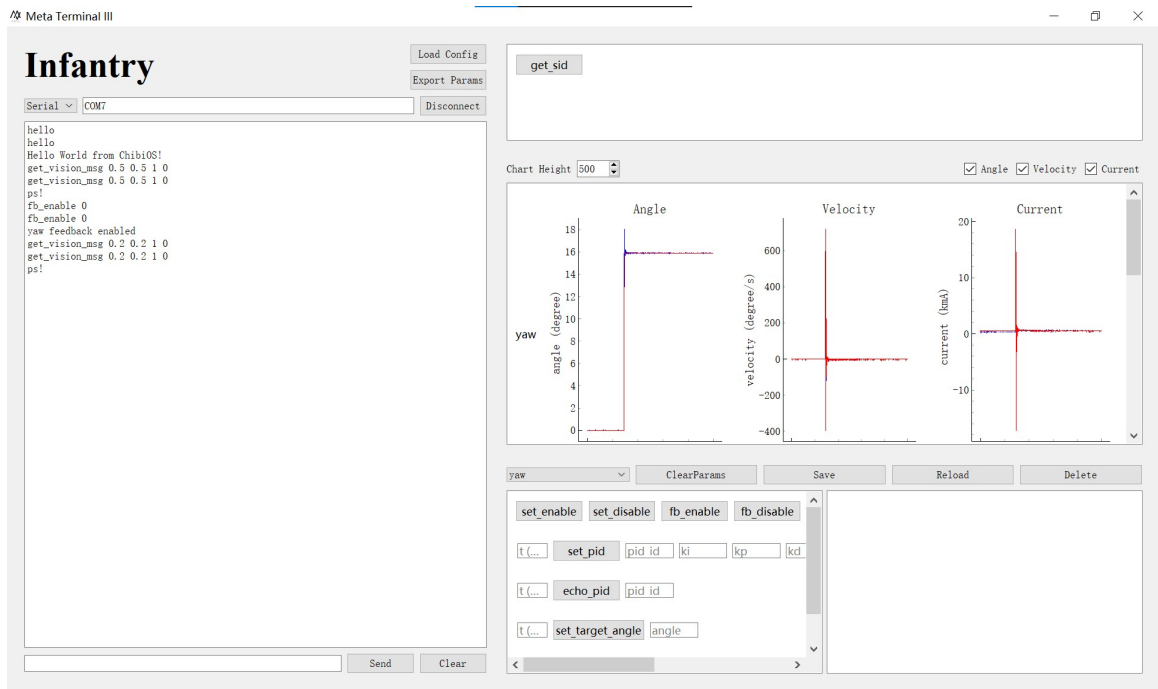 Meta Terminal III
Infantry
Load Config
Export Params
Serial COM7 Disconnect
hello
hello
Hello World from ChibiOS!
get_vision_msg 0.5 0.5 1 0
get_vision_msg 0.5 0.5 1 0
ps!
fb_enable 0
fb_enable 0
yaw feedback enabled
get_vision_msg 0.2 0.2 1 0
get_vision_msg 0.2 0.2 1 0
ps!
Send Clear
get_sid
Chart Height 500 Angle Velocity Current
yaw
Angle
angle (degree)
18
16
14
12
10
8
6
4
2
0
Velocity
velocity (degree/s)
600
400
200
0
-200
-400
Current
current (kmA)
20
10
0
-10
yaw ClearParams Save Reload Delete
set_enable set_disable fb_enable fb_disable
t (... set_pid pid id ki kp kd
t (... echo_pid pid id
t (... set_target_angle angle